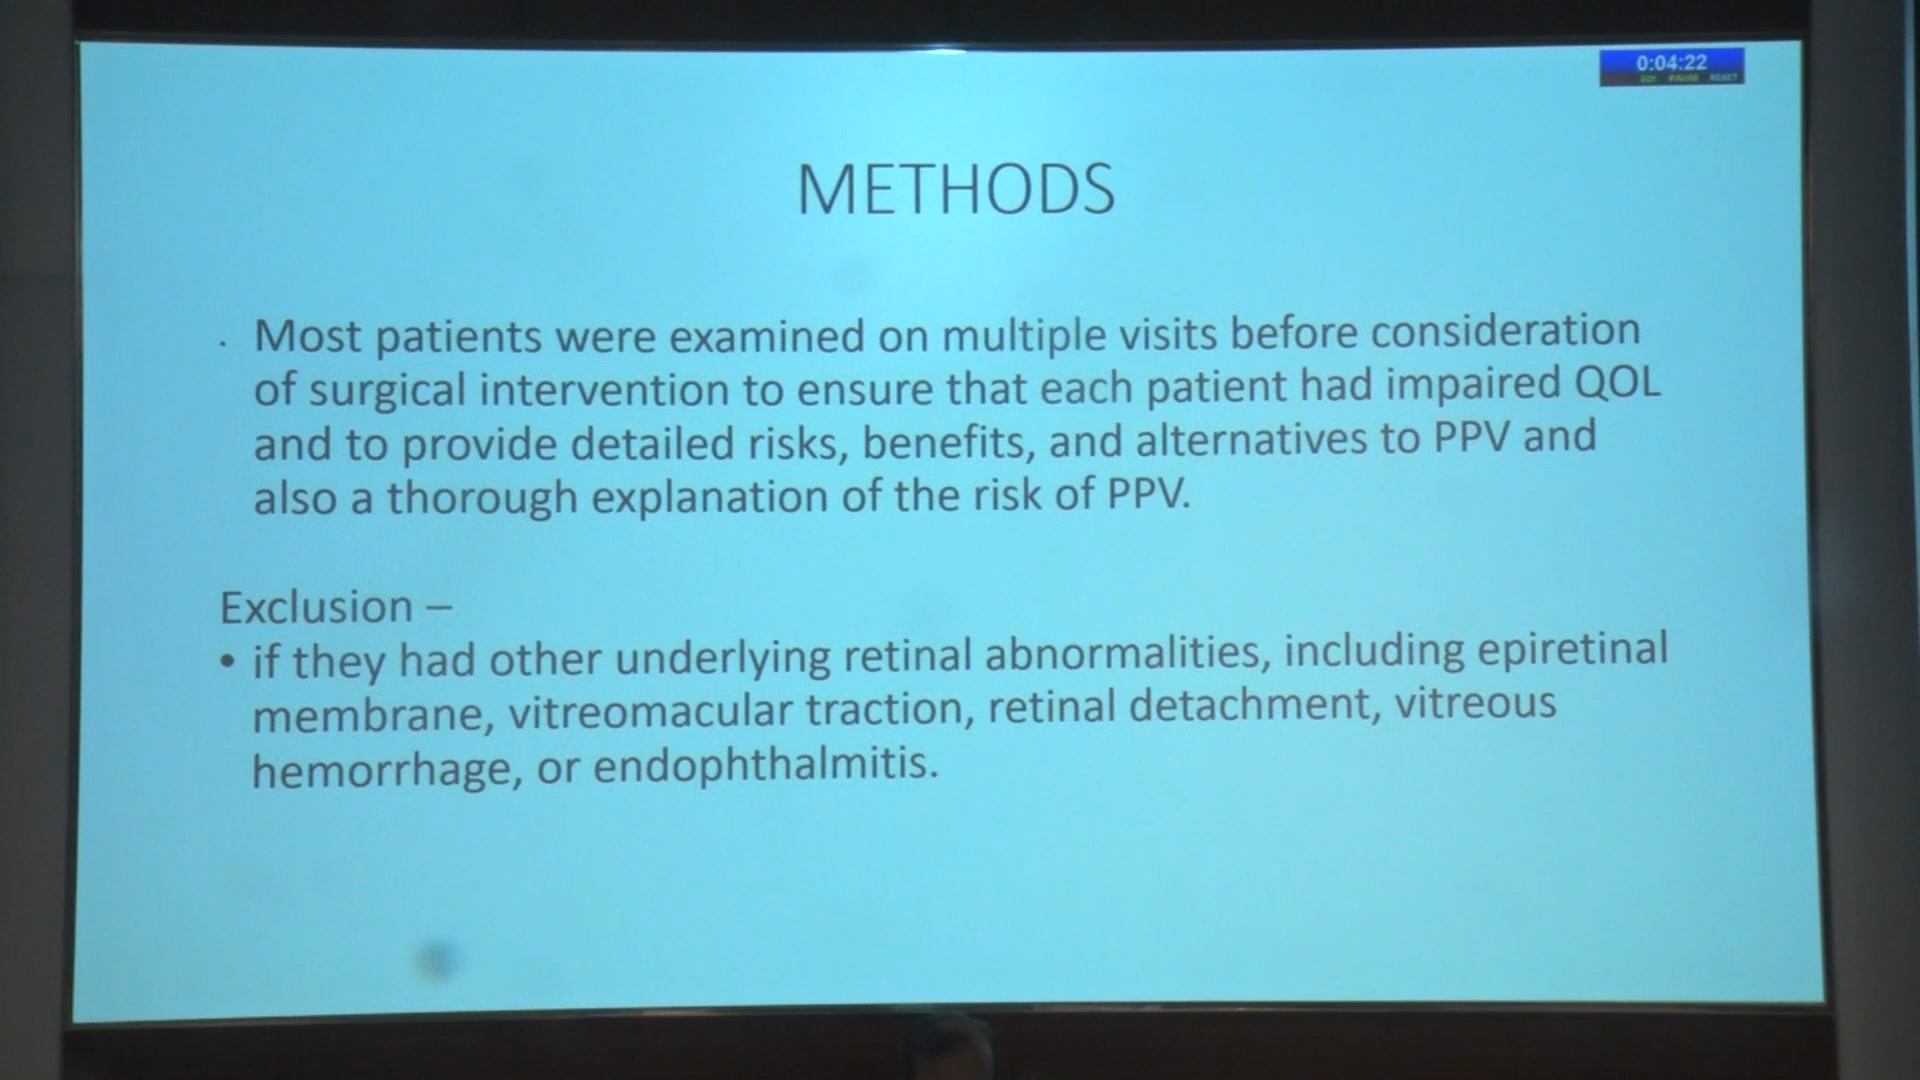 0:04:22
GO! PAUSE RESET
METHODS
. Most patients were examined on multiple visits before consideration
of surgical intervention to ensure that each patient had impaired QOL
and to provide detailed risks, benefits, and alternatives to PPV and
also a thorough explanation of the risk of PPV.
Exclusion –
• if they had other underlying retinal abnormalities, including epiretinal
membrane, vitreomacular traction, retinal detachment, vitreous
hemorrhage, or endophthalmitis.